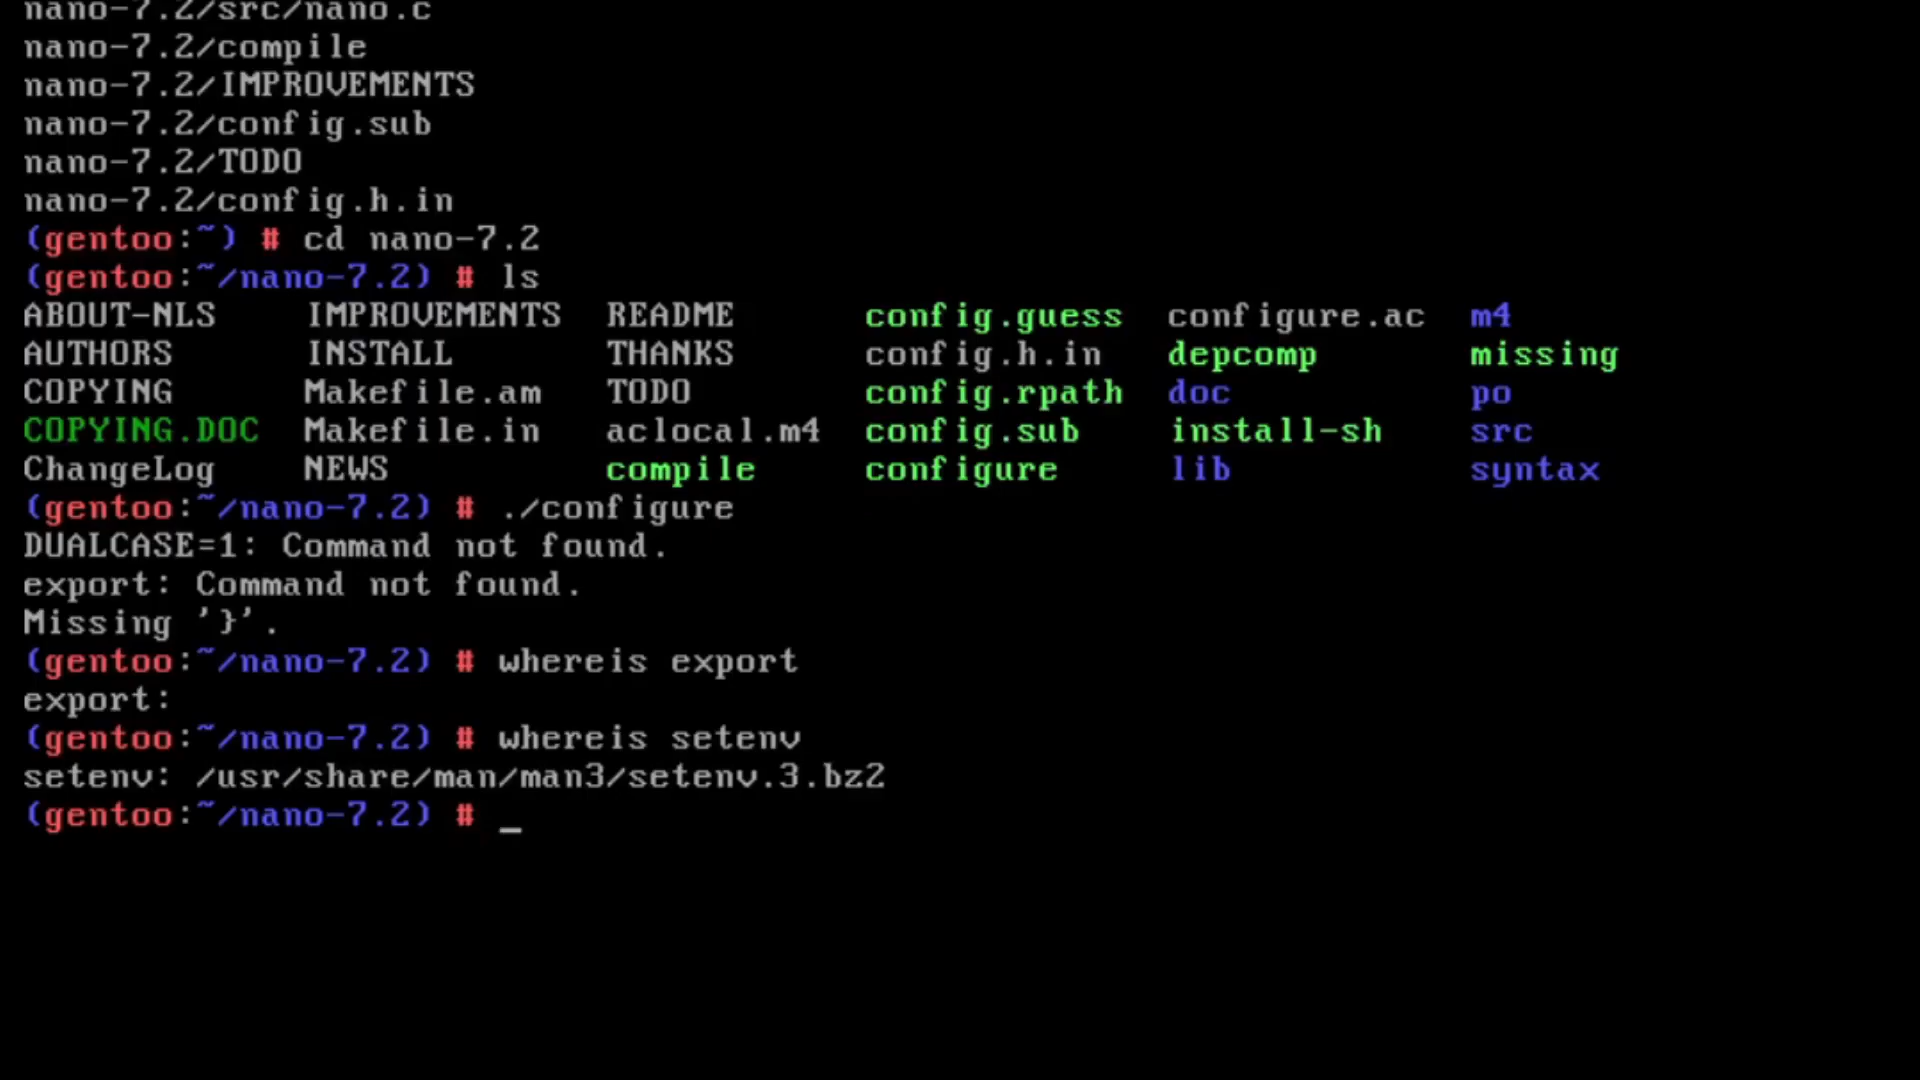 nano-7.2/src/nano.c
nano-7.2/compile
nano-7.2/IMPROVEMENTS
nano-7.2/config.sub
nano-7.2/TODO
nano-7.2/config.h.in
(gentoo:~) # cd nano-7.2
(gentoo:~/nano-7.2) # ls
ABOUT-NLS IMPROVEMENTS README config.guess configure.ac m4
AUTHORS INSTALL THANKS config.h.in depcomp missing
COPYING Makefile.am TODO config.rpath doc po
COPYING.DOC Makefile.in aclocal.m4 config.sub install-sh src
ChangeLog NEWS compile configure lib syntax
(gentoo:~/nano-7.2) # ./configure
DUALCASE=1: Command not found.
export: Command not found.
Missing '}'.
(gentoo:~/nano-7.2) # whereis export
export:
(gentoo:~/nano-7.2) # whereis setenv
setenv: /usr/share/man/man3/setenv.3.bz2
(gentoo:~/nano-7.2) # _